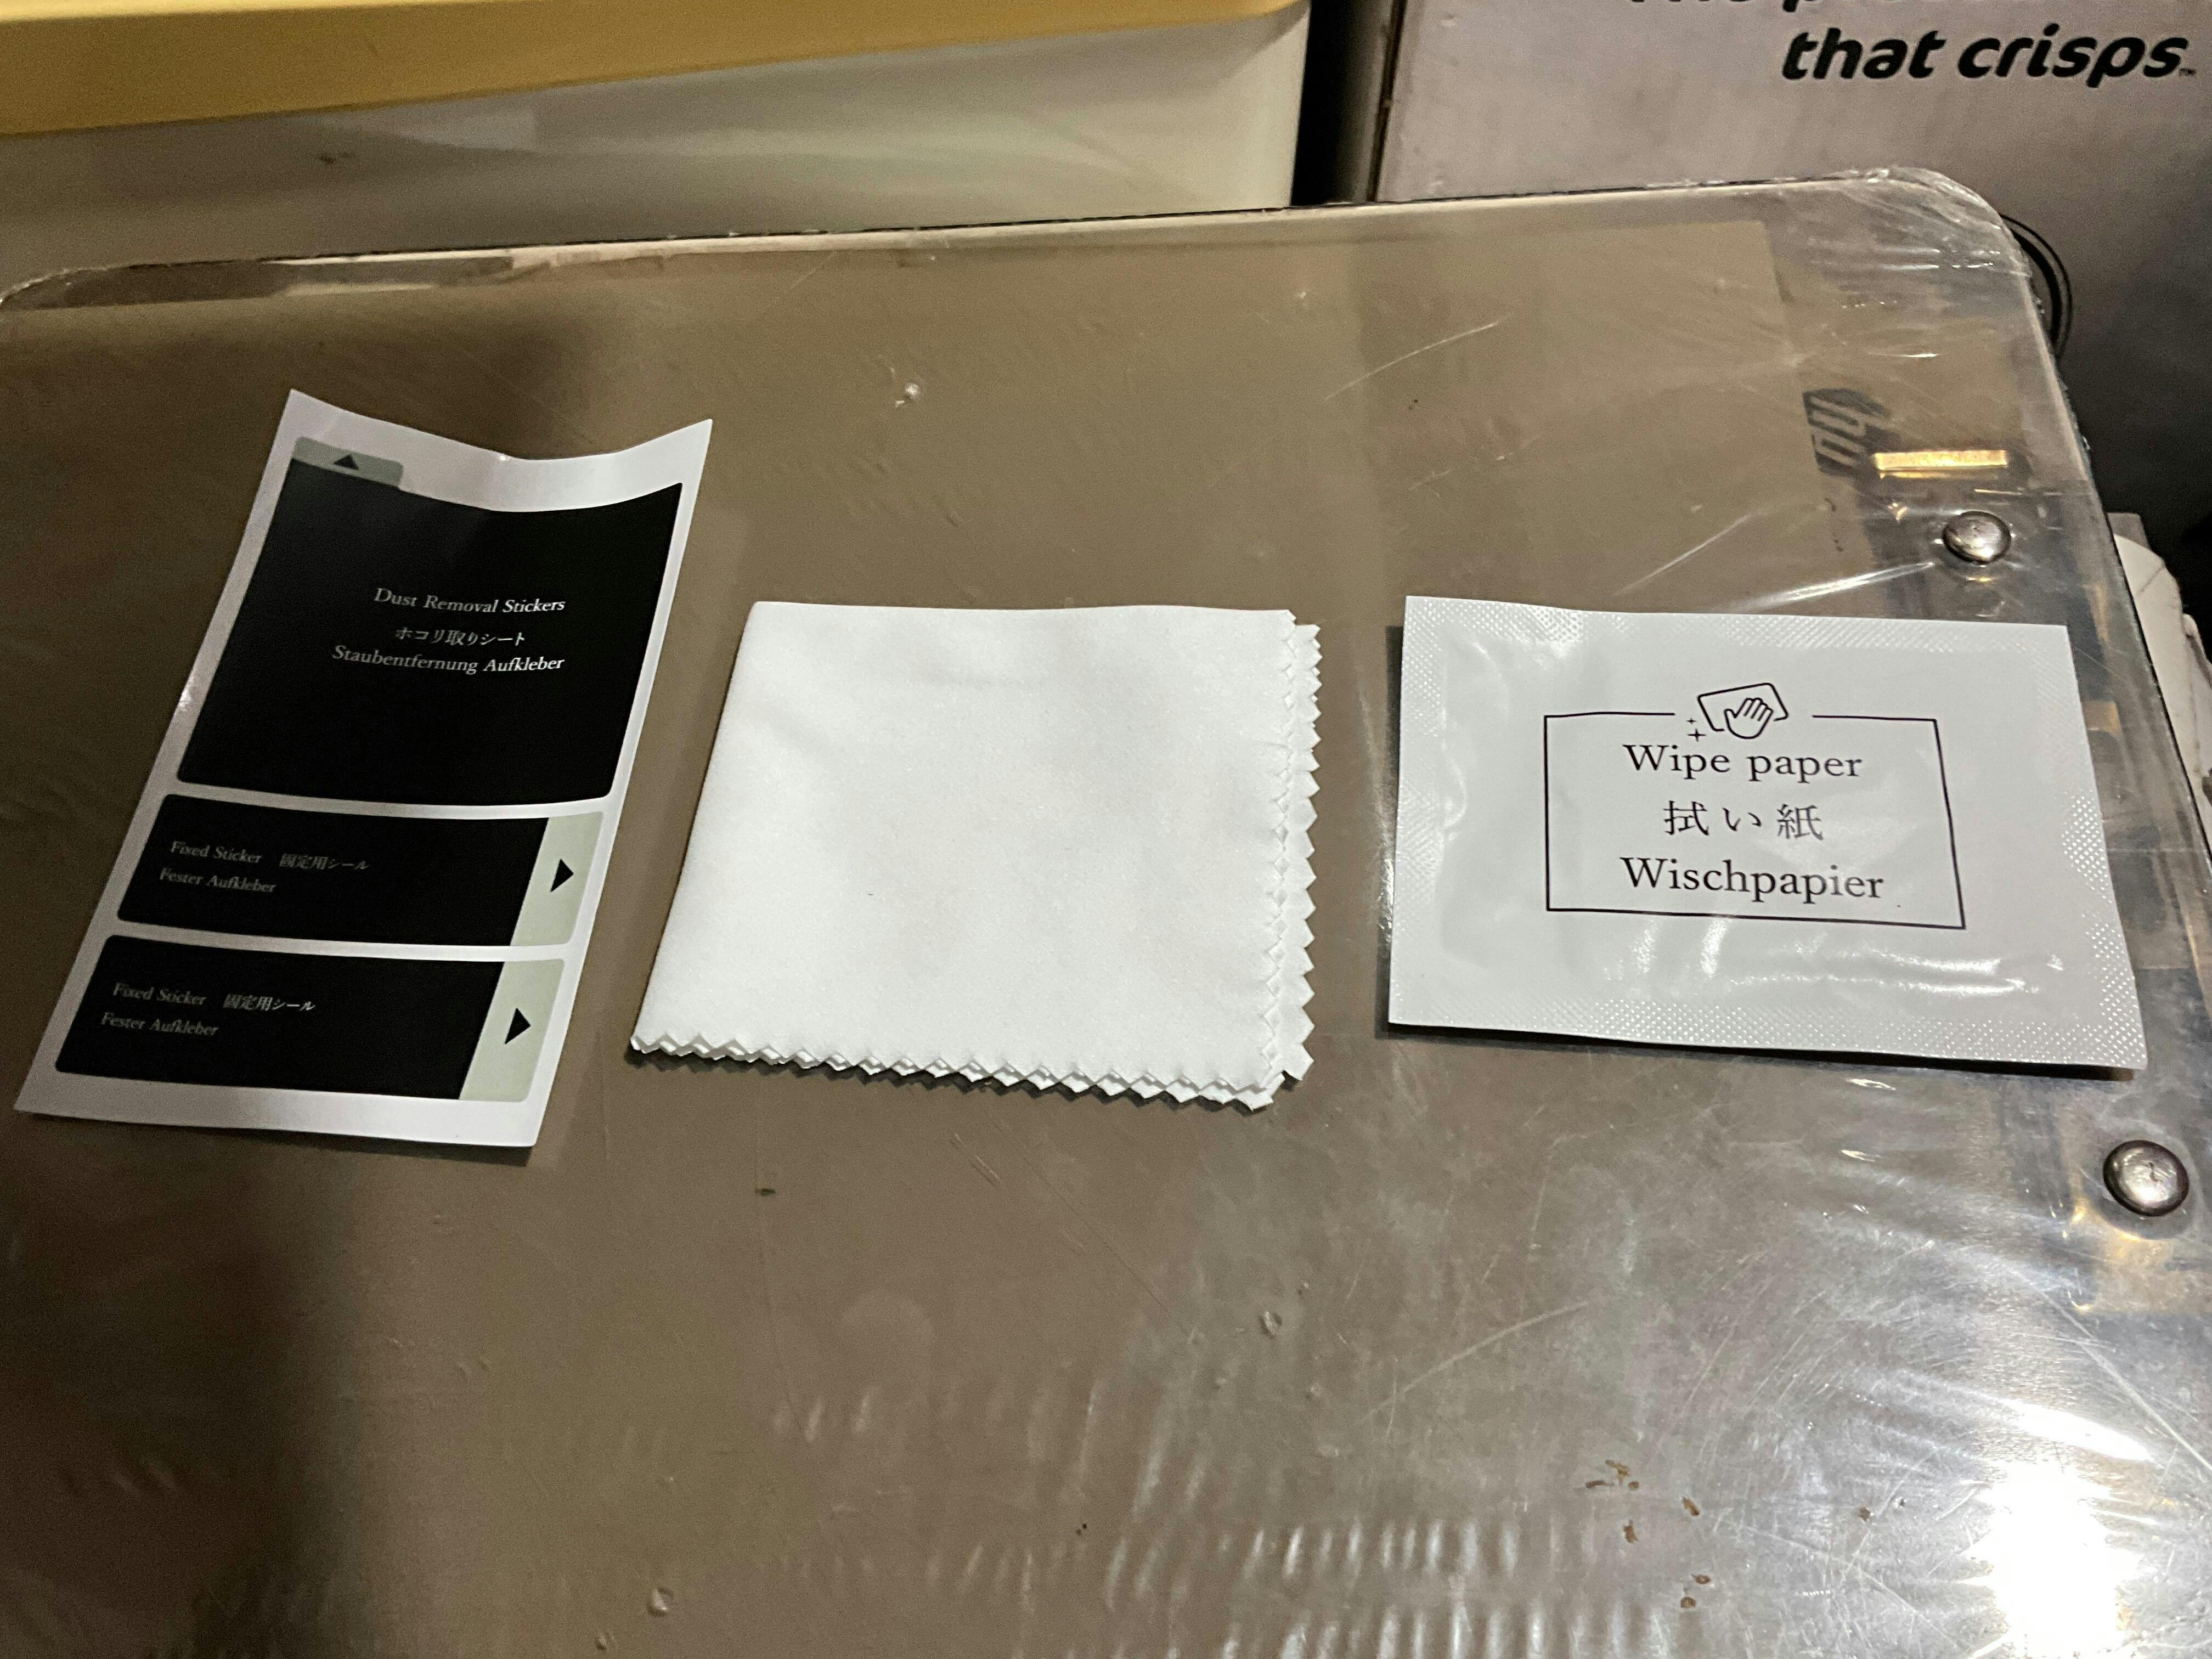 that crisps™
Dust Removal Stickers
ホコリ取りシート
Staubentfernung Aufkleber
Fixed Sticker 固定用シール
Fester Aufkleber
Fixed Sticker 固定用シール
Fester Aufkleber
Wipe paper
拭い紙
Wischpapier